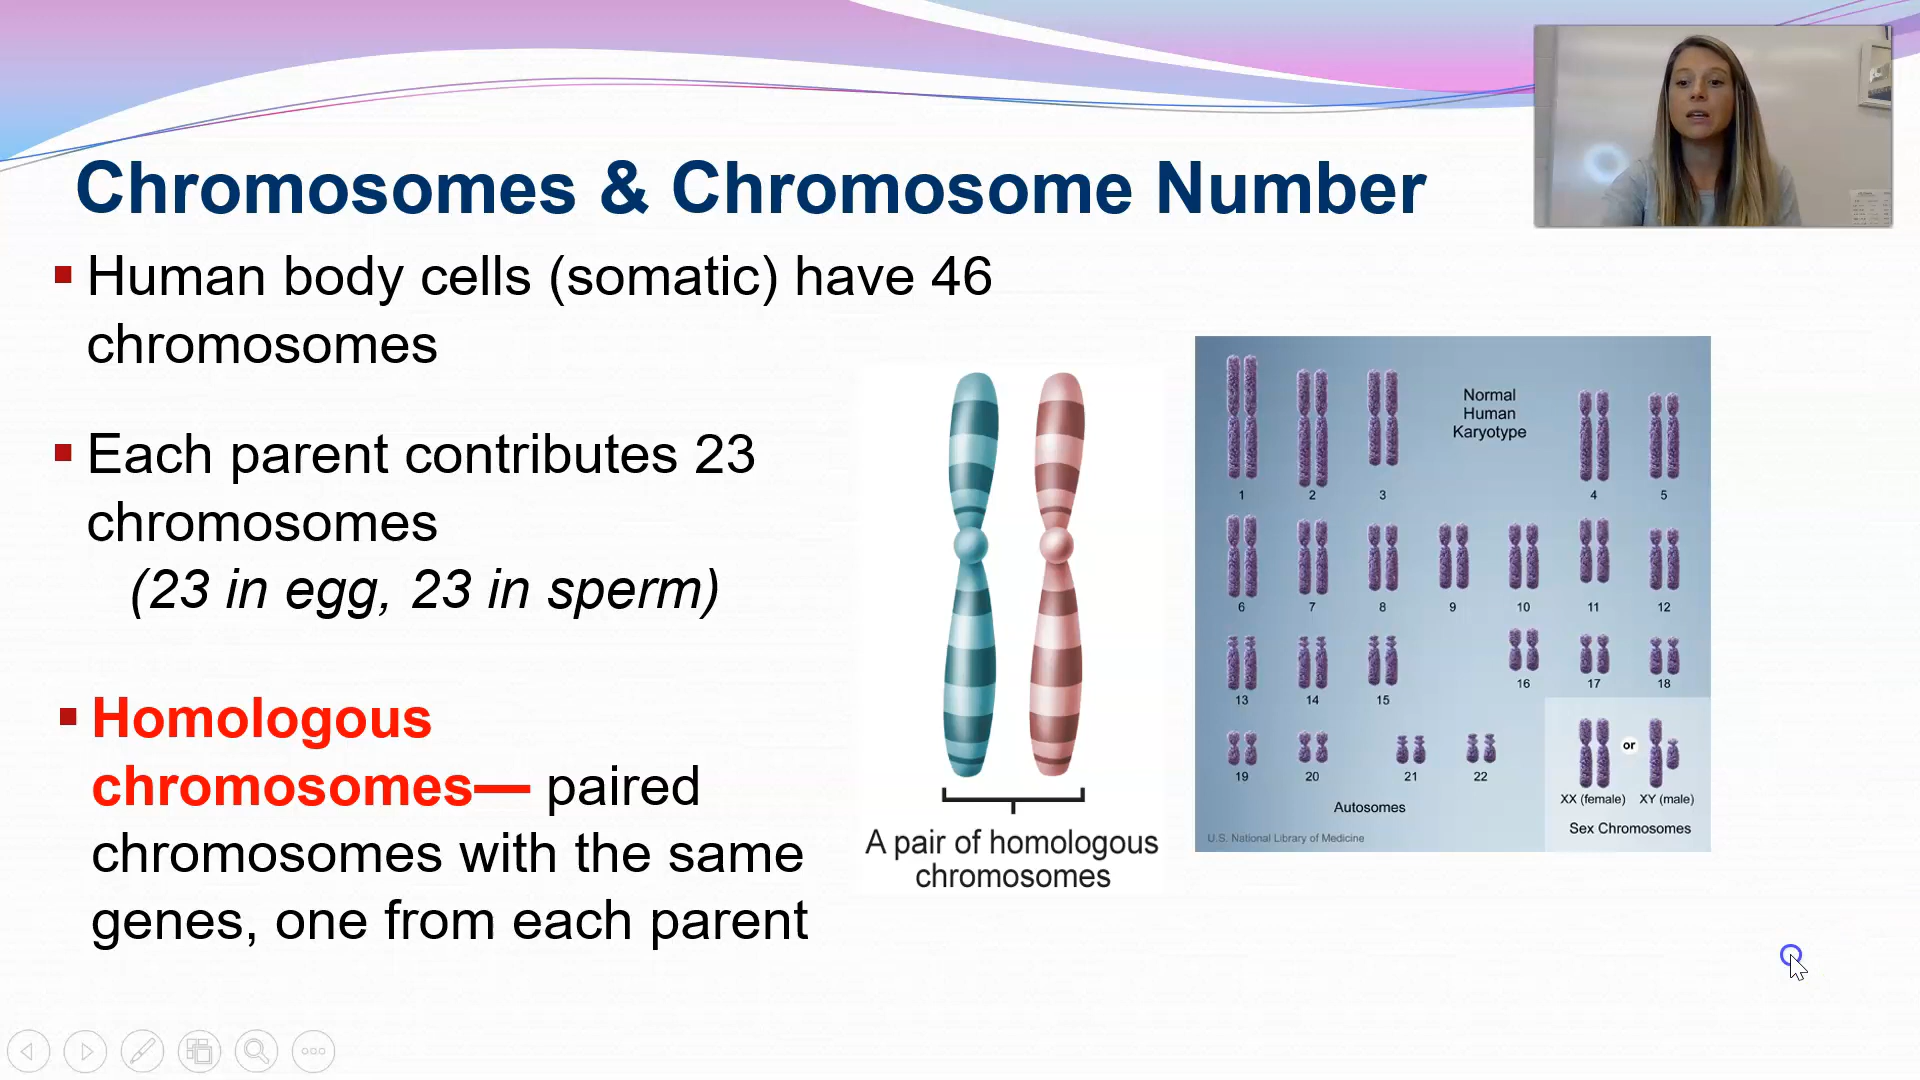 Chromosomes & Chromosome Number
Human body cells (somatic) have 46
chromosomes
Each parent contributes 23
chromosomes
(23 in egg, 23 in sperm)
Homologous
chromosomes— paired
chromosomes with the same
genes, one from each parent
A pair of homologous
chromosomes
Normal
Human
Karyotype
1 2 3 4 5
6 7 8 9 10 11 12
13 14 15 16 17 18
19 20 21 22
or
XX (female) XY (male)
Autosomes
Sex Chromosomes
U.S. National Library of Medicine